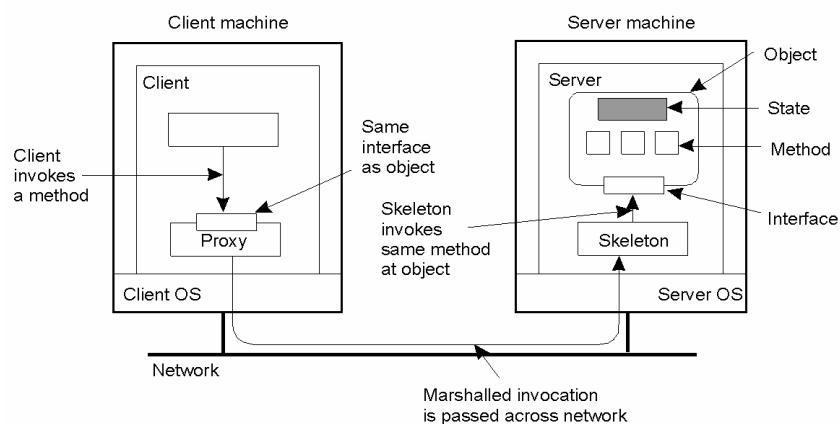 Client machine
Server machine
Client
Server
Object
State
Method
Interface
Client
invokes
a method
Same
interface
as object
Proxy
Skeleton
invokes
same method
at object
Skeleton
Client OS
Server OS
Network
Marshalled invocation
is passed across network